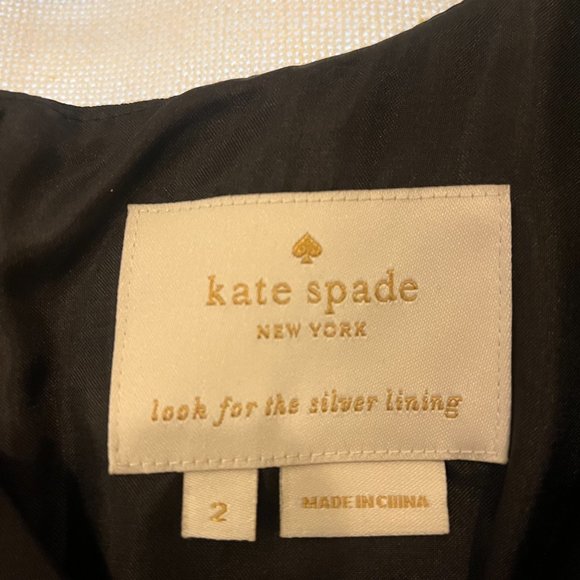 kate spade
NEW YORK
look for the silver lining
2
MADE IN CHINA